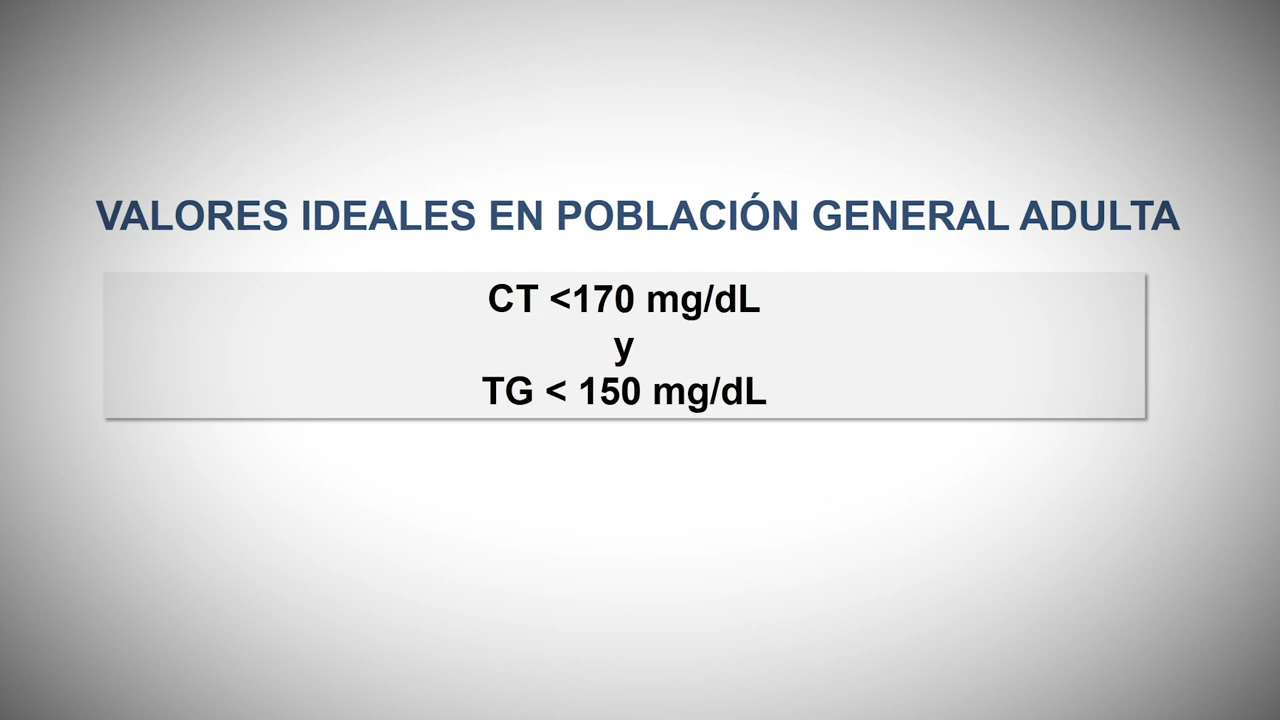 VALORES IDEALES EN POBLACIÓN GENERAL ADULTA
CT <170 mg/dL
y
TG < 150 mg/dL